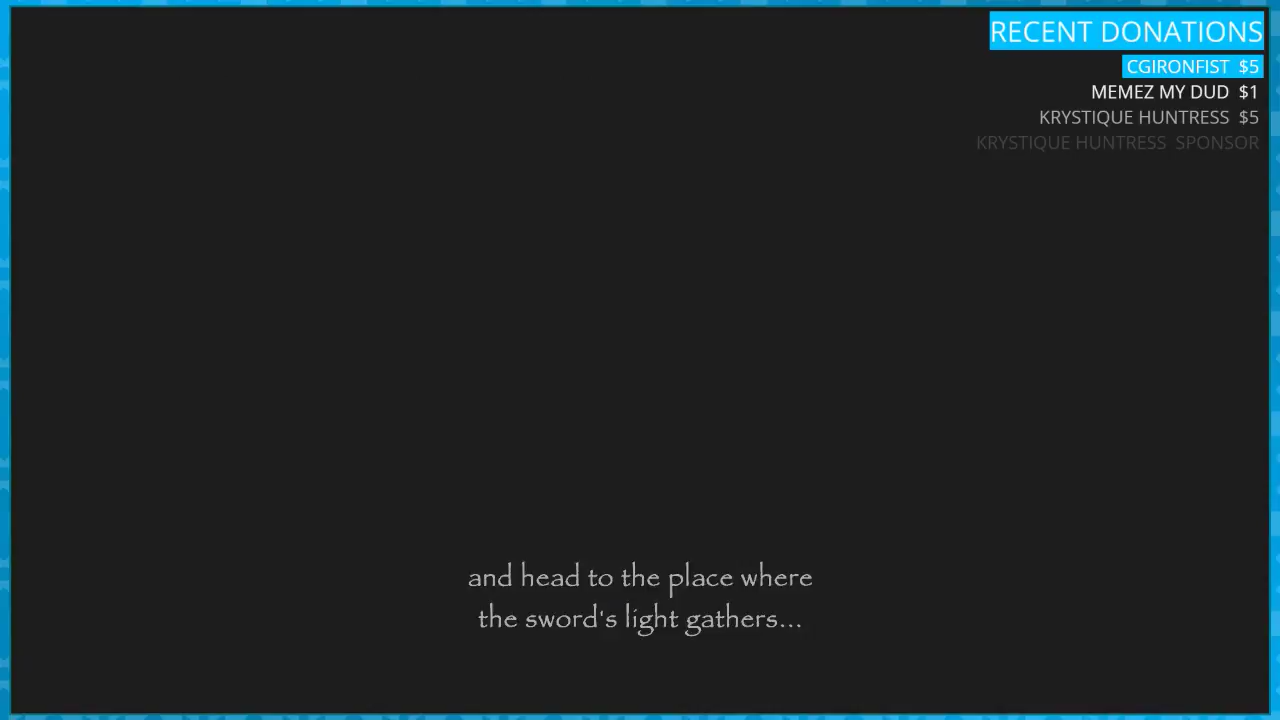 RECENT DONATIONS
CGIRONFIST $5
MEMEZ MY DUD $1
KRYSTIQUE HUNTRESS $5
KRYSTIQUE HUNTRESS SPONSOR
and head to the place where
the sword's light gathers...